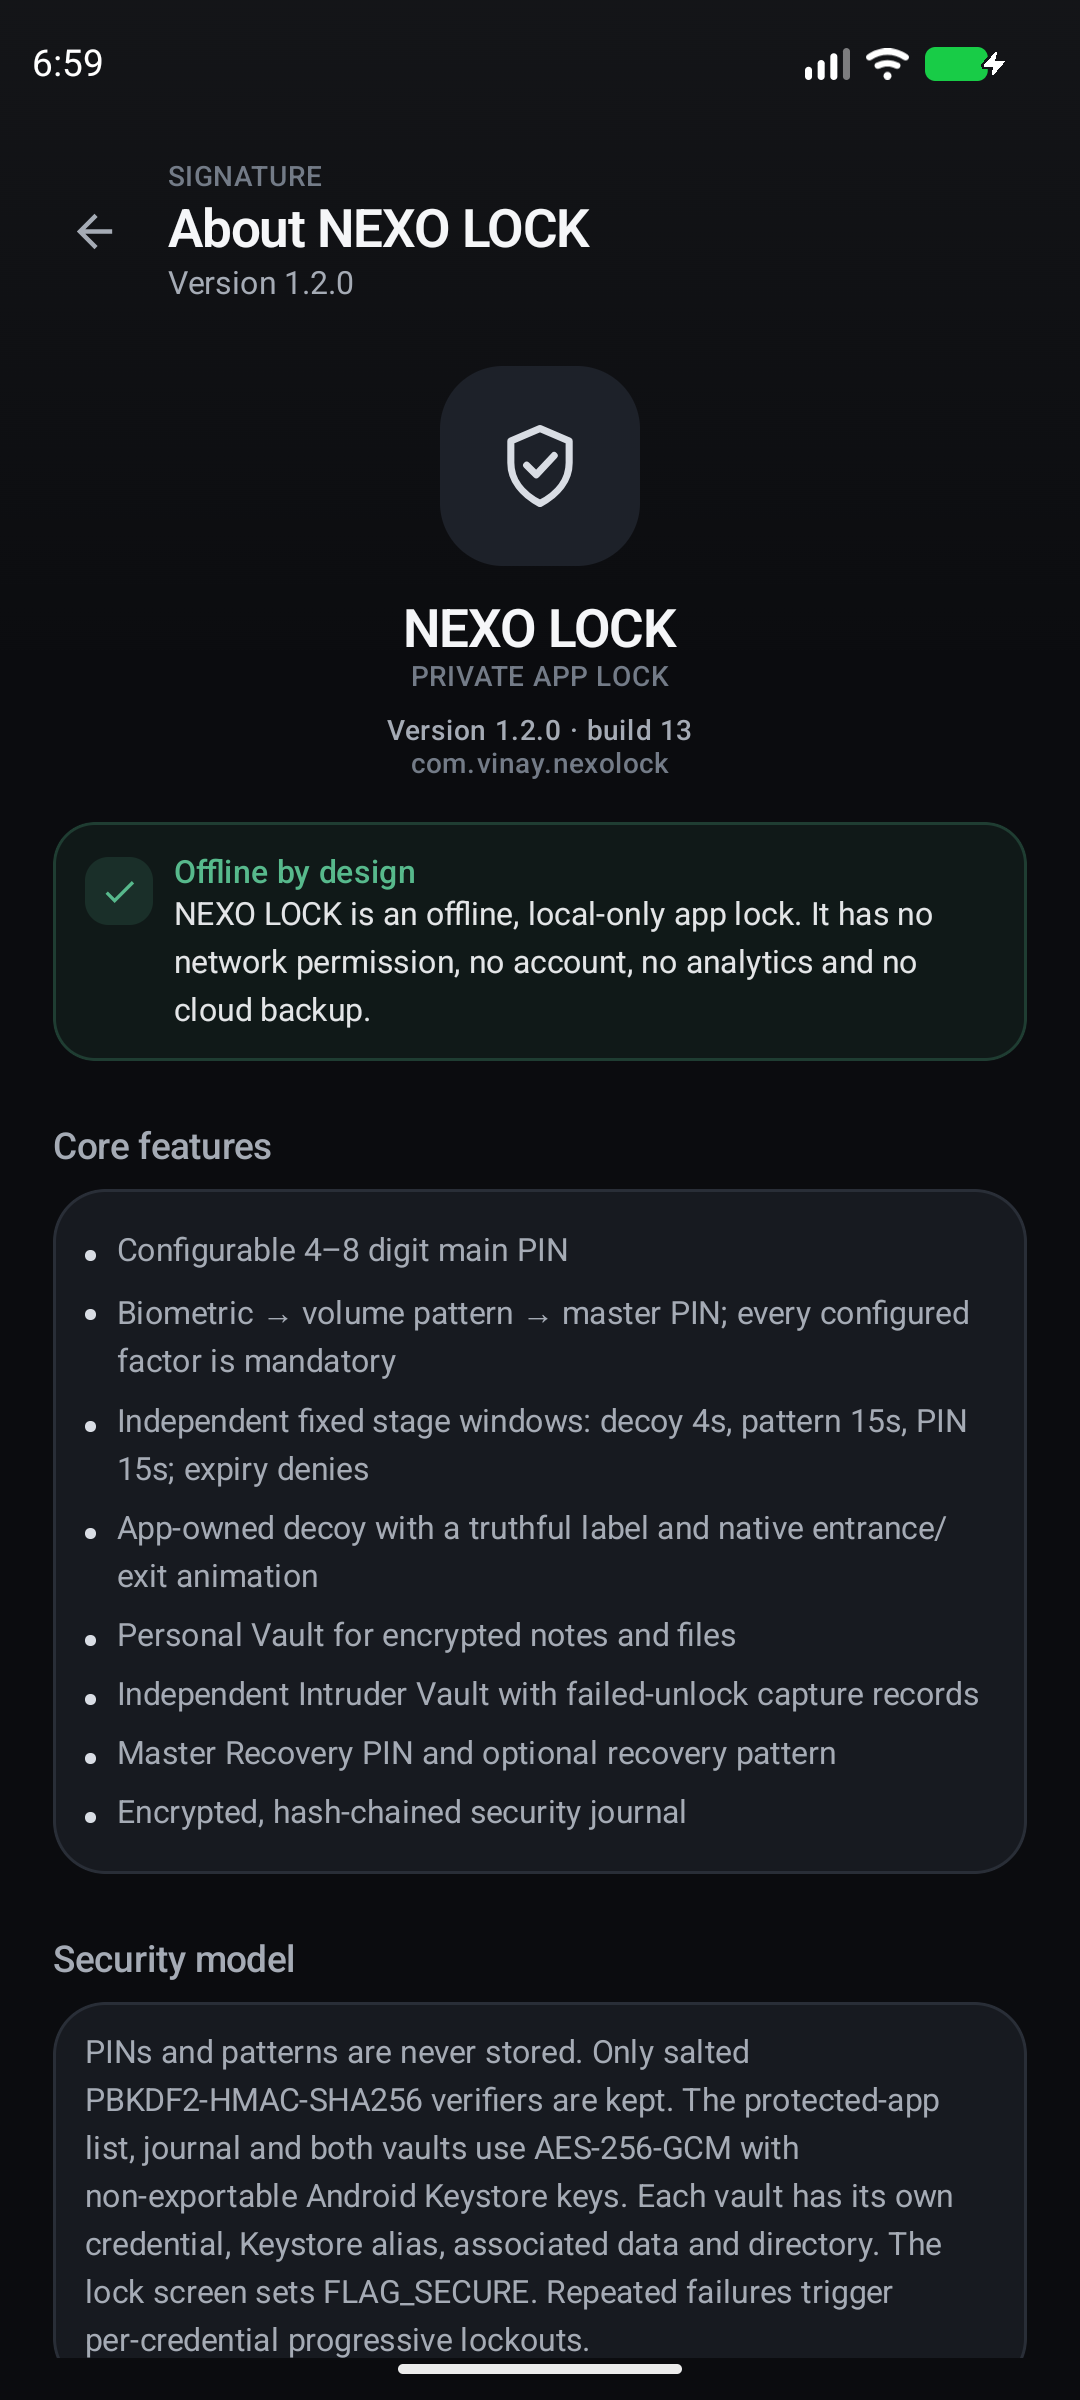 6:59
SIGNATURE
About NEXO LOCK
Version 1.2.0
NEXO LOCK
PRIVATE APP LOCK
Version 1.2.0 · build 13
com.vinay.nexolock
Offline by design
NEXO LOCK is an offline, local-only app lock. It has no
network permission, no account, no analytics and no
cloud backup.
Core features
• Configurable 4–8 digit main PIN
• Biometric → volume pattern → master PIN; every configured
factor is mandatory
• Independent fixed stage windows: decoy 4s, pattern 15s, PIN
15s; expiry denies
• App-owned decoy with a truthful label and native entrance/
exit animation
• Personal Vault for encrypted notes and files
• Independent Intruder Vault with failed-unlock capture records
• Master Recovery PIN and optional recovery pattern
• Encrypted, hash-chained security journal
Security model
PINs and patterns are never stored. Only salted
PBKDF2-HMAC-SHA256 verifiers are kept. The protected-app
list, journal and both vaults use AES-256-GCM with
non-exportable Android Keystore keys. Each vault has its own
credential, Keystore alias, associated data and directory. The
lock screen sets FLAG_SECURE. Repeated failures trigger
per-credential progressive lockouts.